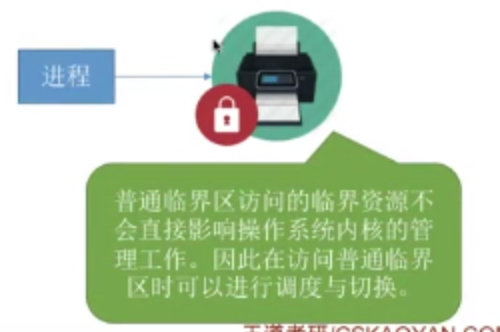 进程
普通临界区访问的临界资源不
会直接影响操作系统内核的管
理工作。因此在访问普通临界
区时可以进行调度与切换。
王道考研/CSKAOYAN.COM